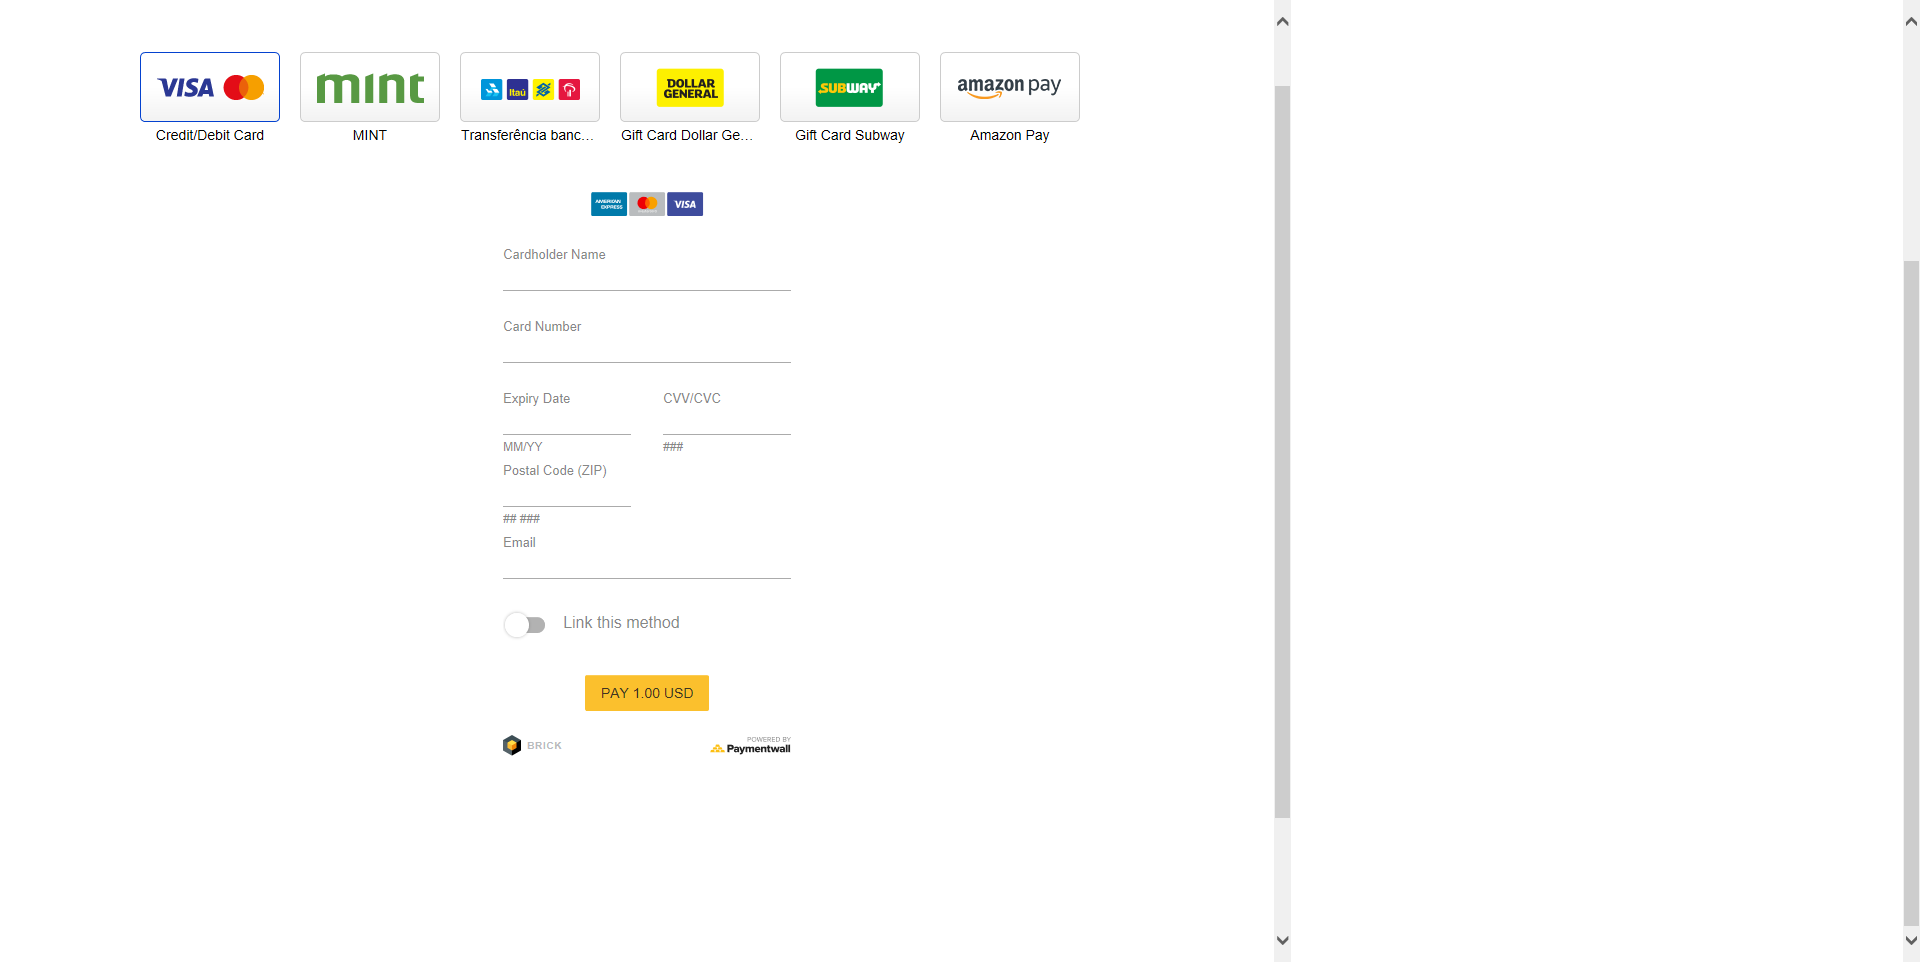 VISA
mint
Itaú
DOLLAR GENERAL
SUBWAY
amazon pay
Credit/Debit Card
MINT
Transferência banc...
Gift Card Dollar Ge...
Gift Card Subway
Amazon Pay
AMERICAN EXPRESS
VISA
Cardholder Name
Card Number
Expiry Date
CVV/CVC
MM/YY
###
Postal Code (ZIP)
## ###
Email
Link this method
PAY 1.00 USD
BRICK
POWERED BY
Paymentwall